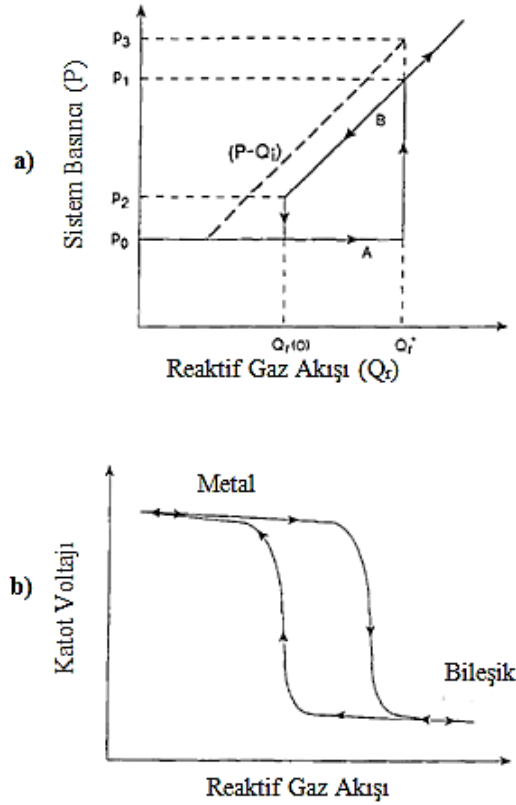 a)
Sistem Basıncı (P)
P3
P1
P2
P0
(P-Qi)
B
A
Qr(0)
Qr*
Reaktif Gaz Akışı (Qr)
b)
Katot Voltajı
Metal
Bileşik
Reaktif Gaz Akışı